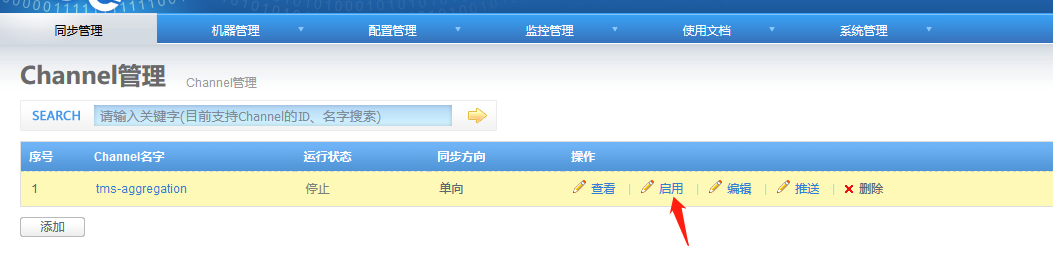 同步管理 机器管理 配置管理 监控管理 使用文档 系统管理
Channel管理 Channel管理
SEARCH 请输入关键字(目前支持Channel的ID、名字搜索)
序号 Channel名字 运行状态 同步方向 操作
1 tms-aggregation 停止 单向 查看 | 启用 | 编辑 | 推送 | 删除
添加